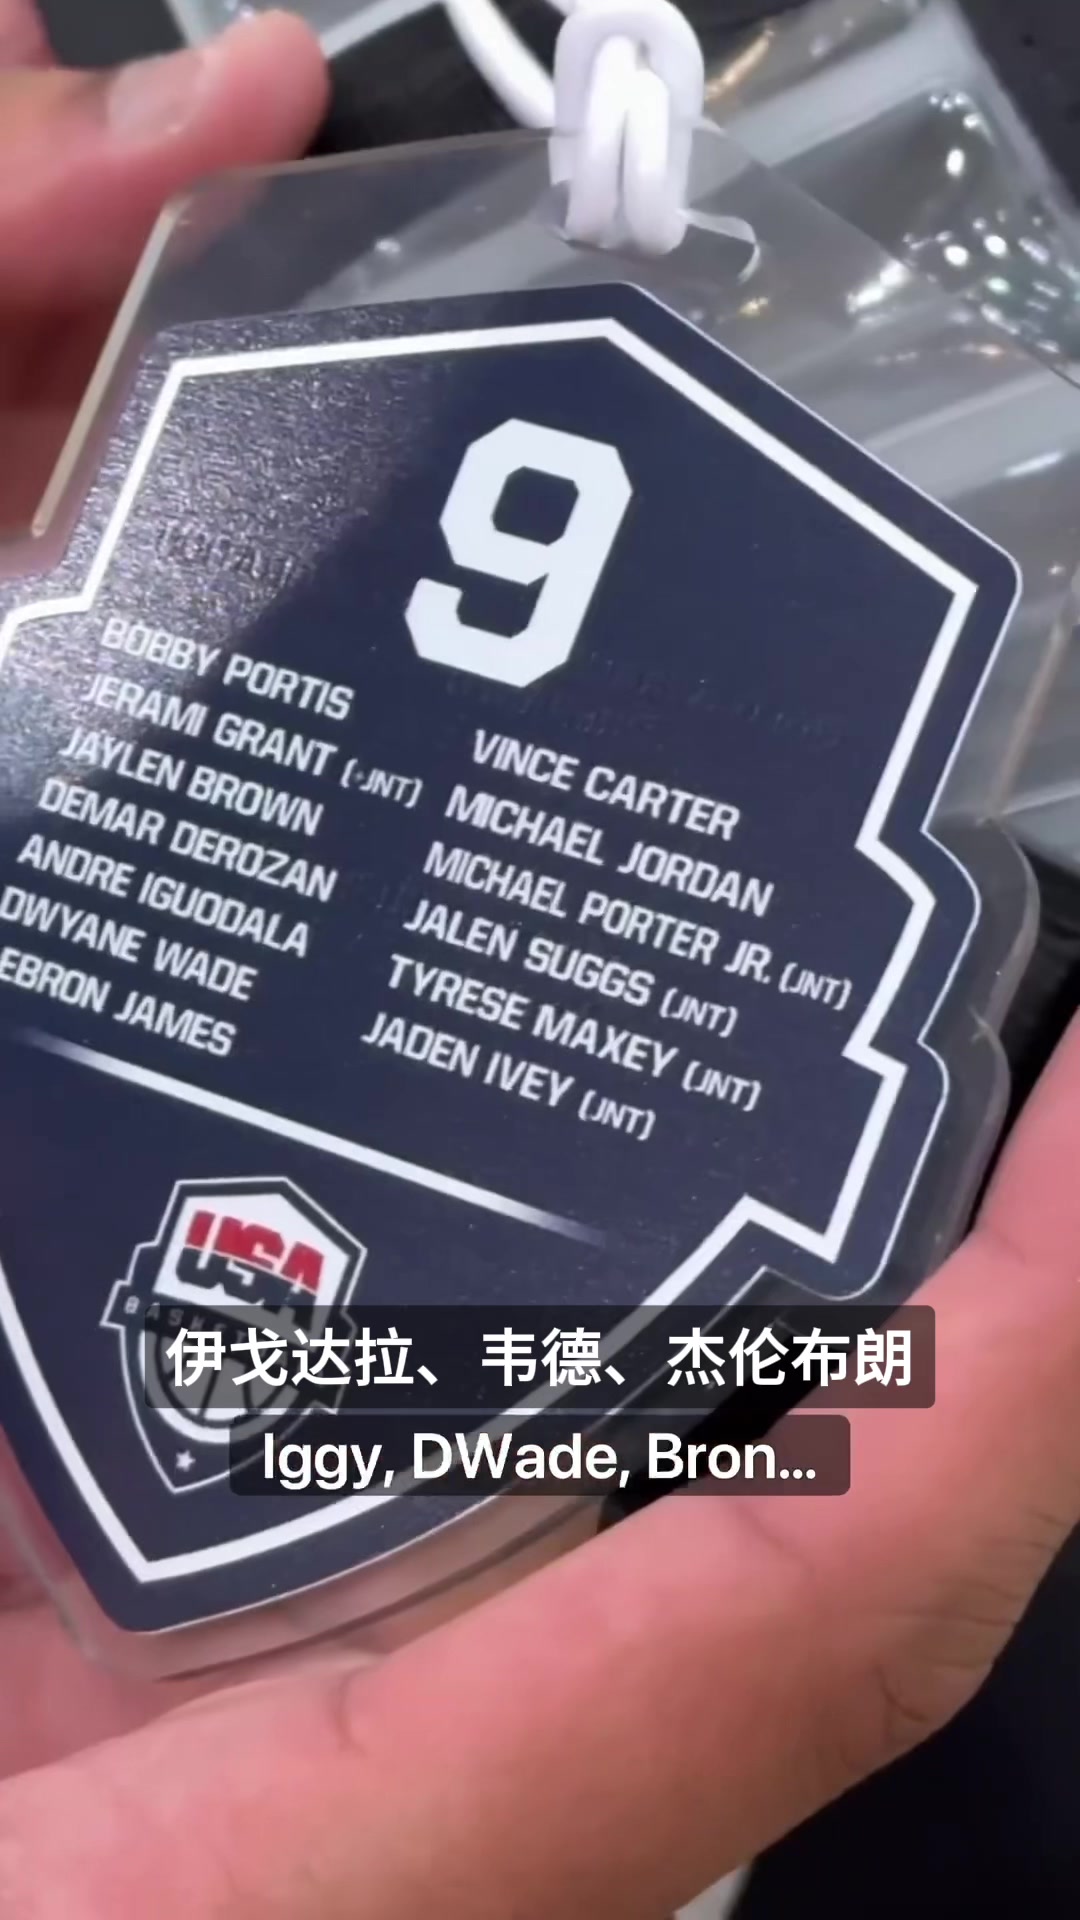 9
BOBBY PORTIS
JERAMI GRANT (+JNT)
JAYLEN BROWN
DEMAR DEROZAN
ANDRE IGUODALA
DWYANE WADE
EBRON JAMES
VINCE CARTER
MICHAEL JORDAN
MICHAEL PORTER JR. (JNT)
JALEN SUGGS (JNT)
TYRESE MAXEY (JNT)
JADEN IVEY (JNT)
USA
伊戈达拉、韦德、杰伦布朗
Iggy, DWade, Bron...